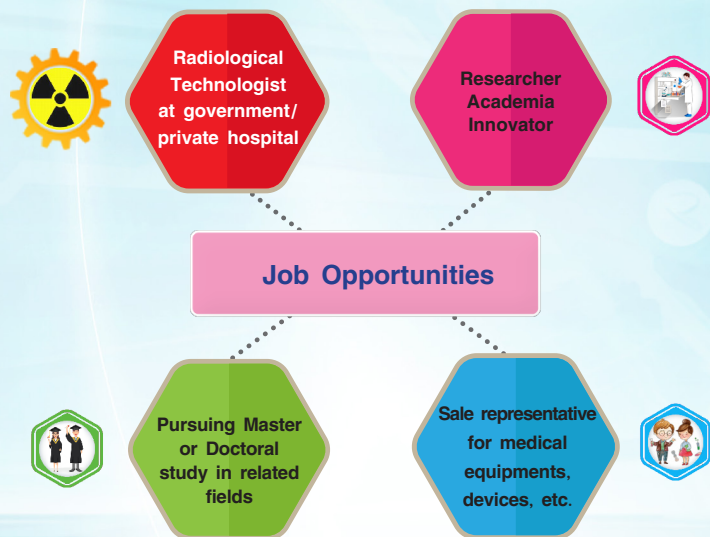 Radiological
Technologist
at government/
private hospital
Researcher
Academia
Innovator
Job Opportunities
Pursuing Master
or Doctoral
study in related
fields
Sale representative
for medical
equipments,
devices, etc.